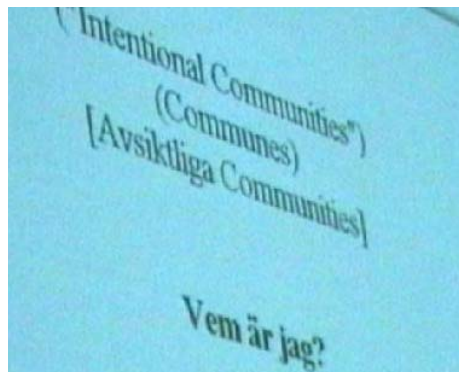 ("Intentional Communities")
(Communes)
[Avsiktliga Communities]
Vem är jag?